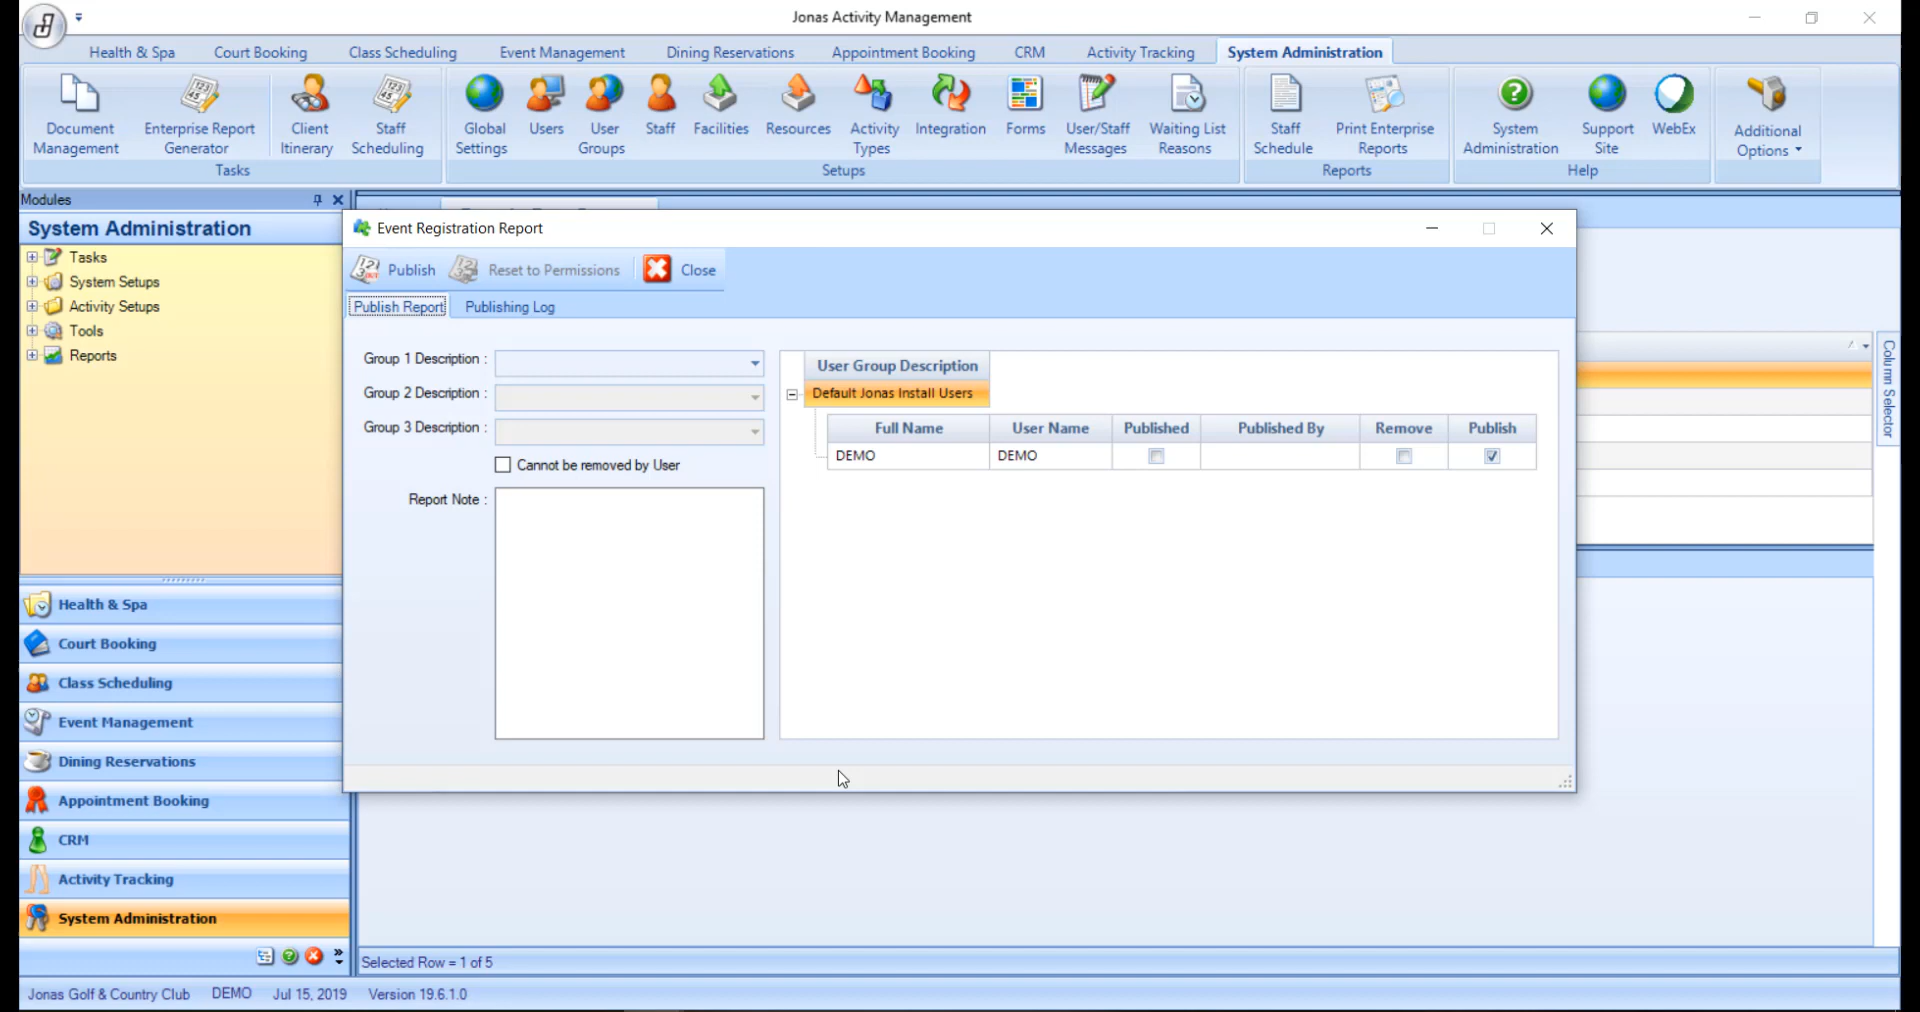 Jonas Activity Management
Health & Spa
Court Booking
Class Scheduling
Event Management
Dining Reservations
Appointment Booking
CRM
Activity Tracking
System Administration
Document Management
Enterprise Report Generator
Client Itinerary
Staff Scheduling
Global Settings
Users
User Groups
Staff
Facilities
Resources
Activity Types
Integration
Forms
User/Staff Messages
Waiting List Reasons
Staff Schedule
Print Enterprise Reports
System Administration
Support Site
WebEx
Additional Options
Tasks
Setups
Reports
Help
Modules
System Administration
Tasks
System Setups
Activity Setups
Tools
Reports
Health & Spa
Court Booking
Class Scheduling
Event Management
Dining Reservations
Appointment Booking
CRM
Activity Tracking
System Administration
Event Registration Report
Publish
Reset to Permissions
Close
Publish Report
Publishing Log
Group 1 Description :
Group 2 Description :
Group 3 Description :
Cannot be removed by User
Report Note :
User Group Description
Default Jonas Install Users
Full Name
User Name
Published
Published By
Remove
Publish
DEMO
DEMO
Column Selector
Selected Row = 1 of 5
Jonas Golf & Country Club
DEMO
Jul 15, 2019
Version 19.6.1.0